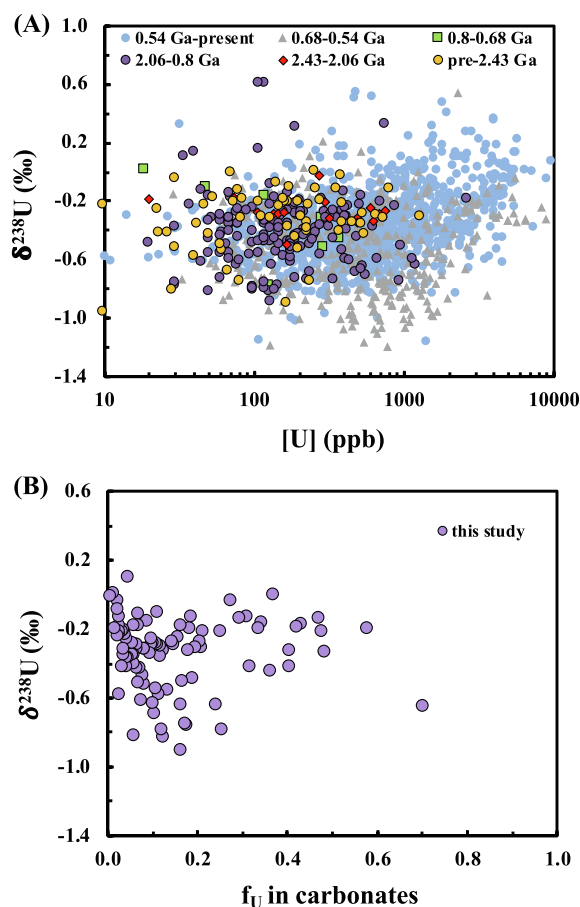 (A)
0.54 Ga-present 0.68-0.54 Ga 0.8-0.68 Ga
2.06-0.8 Ga 2.43-2.06 Ga pre-2.43 Ga
1.0
0.6
0.2
-0.2
-0.6
-1.0
-1.4
δ²³⁸U (‰)
10 100 1000 10000
[U] (ppb)
(B)
this study
0.6
0.2
-0.2
-0.6
-1.0
-1.4
δ²³⁸U (‰)
0.0 0.2 0.4 0.6 0.8 1.0
f_U in carbonates